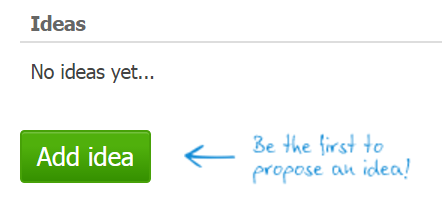 Ideas
No ideas yet...
Add idea
Be the first to
propose an idea!